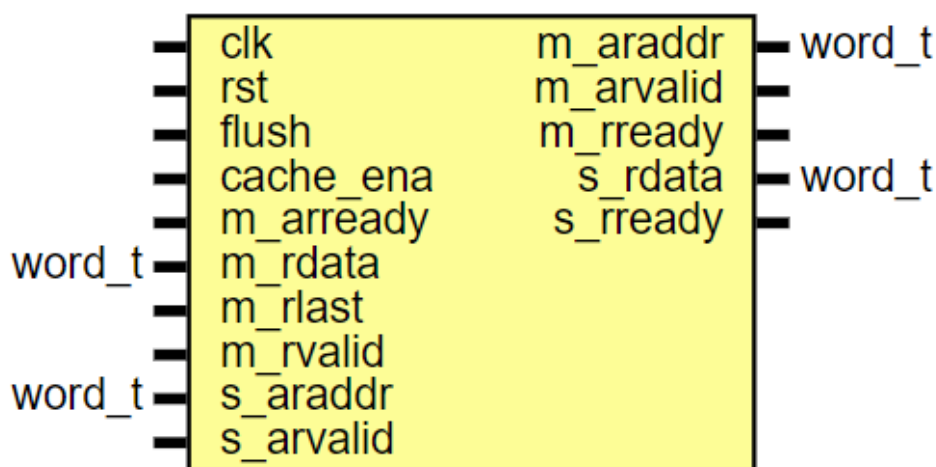 clk m_araddr word_t
rst m_arvalid
flush m_rready
cache_ena s_rdata word_t
m_arready s_rready
word_t m_rdata
m_rlast
m_rvalid
word_t s_araddr
s_arvalid